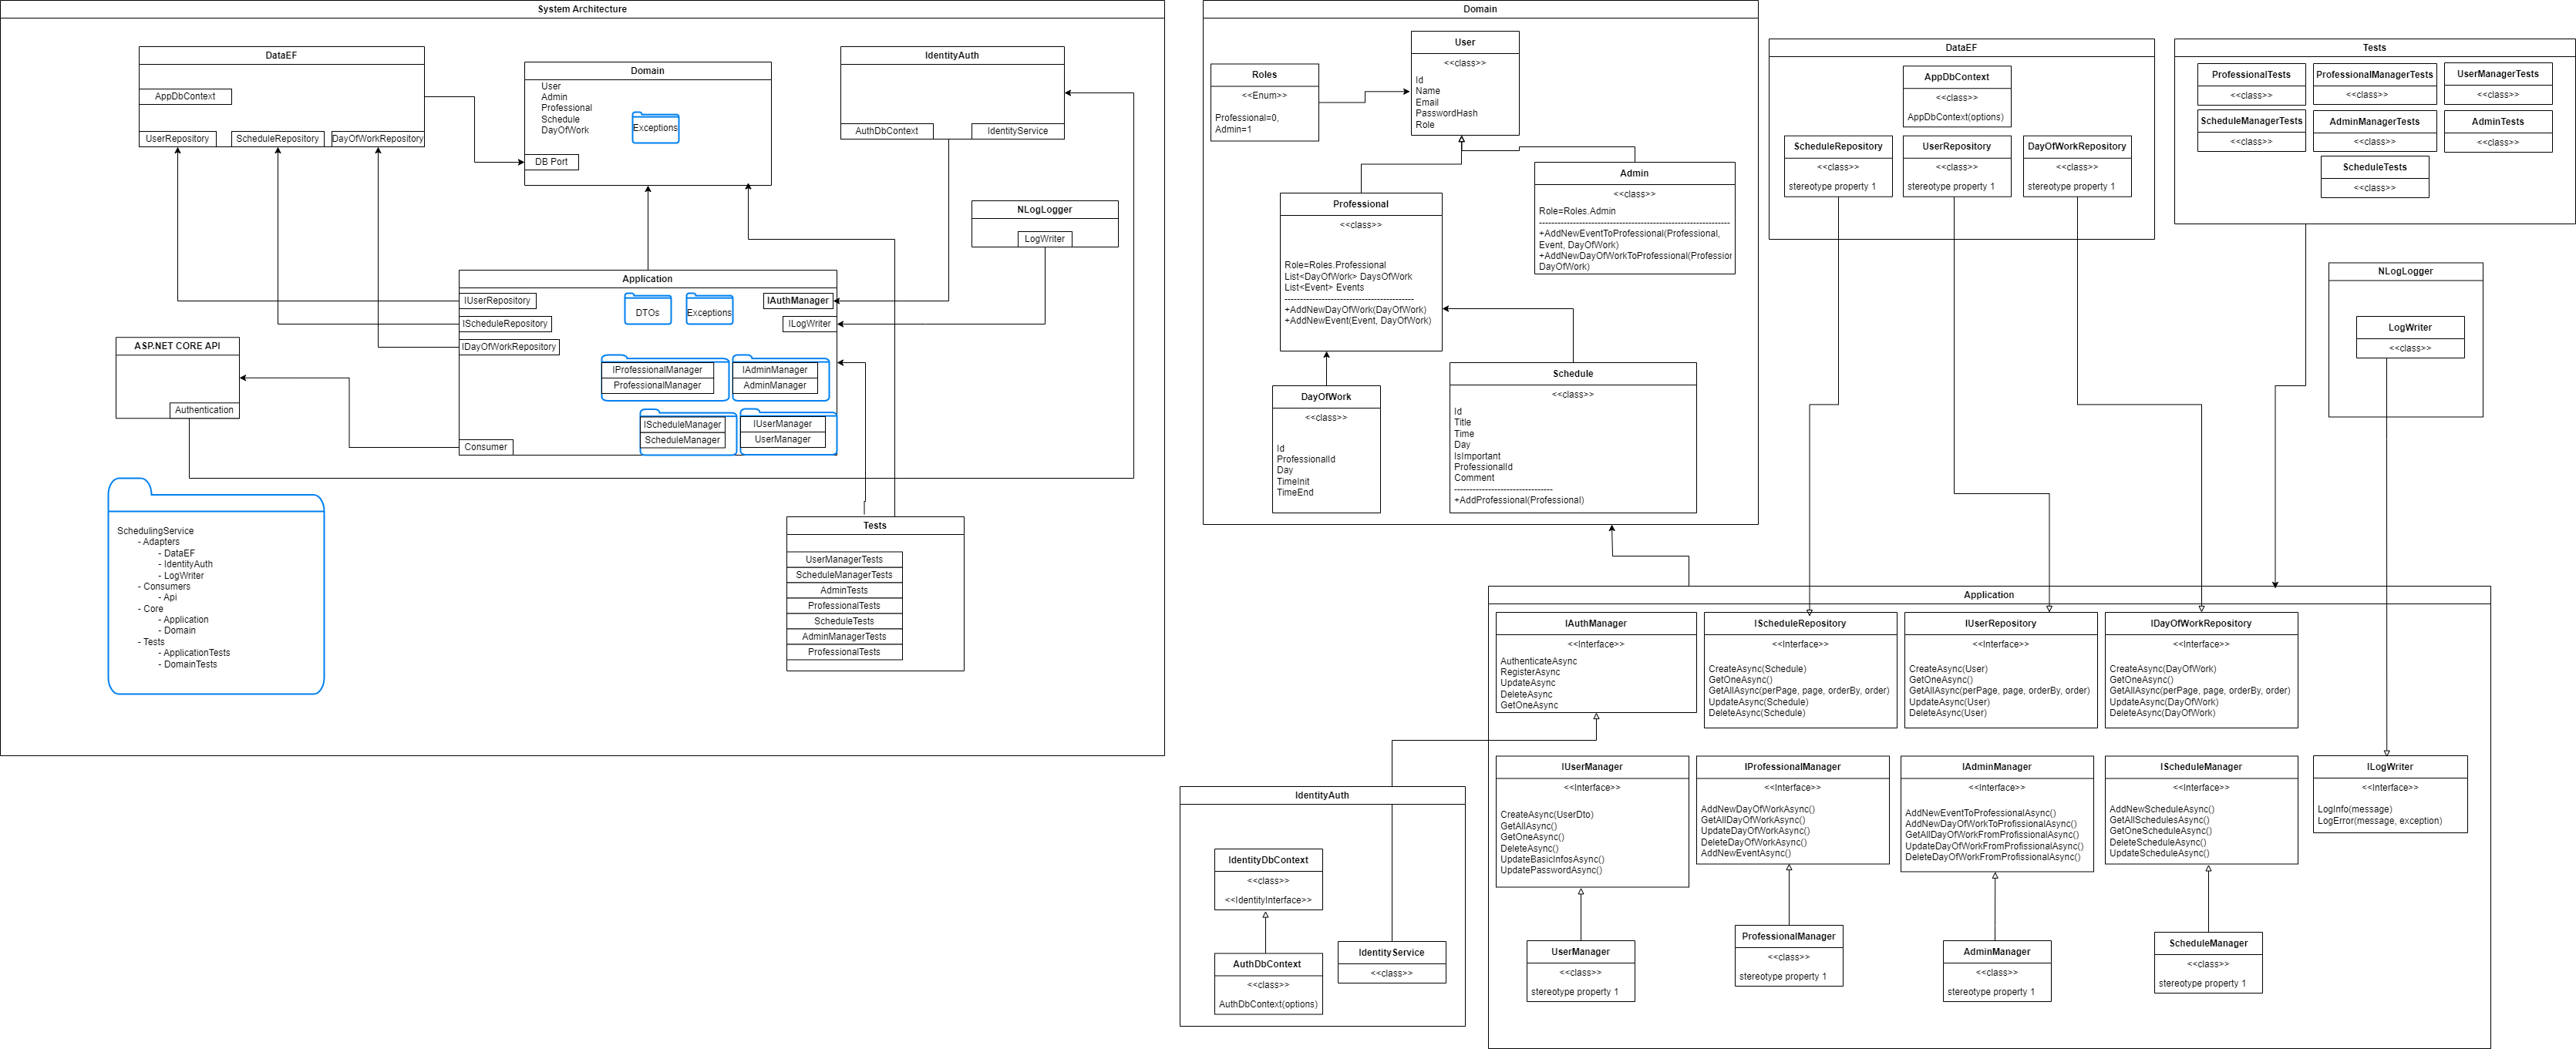 System Architecture
DataEF
AppDbContext
UserRepository
ScheduleRepository
DayOfWorkRepository
Domain
User
Admin
Professional
Schedule
DayOfWork
Exceptions
DB Port
IdentityAuth
AuthDbContext
IdentityService
NLogLogger
LogWriter
Application
IUserRepository
IScheduleRepository
IDayOfWorkRepository
DTOs
Exceptions
IAuthManager
ILogWriter
IProfessionalManager
ProfessionalManager
IAdminManager
AdminManager
IScheduleManager
ScheduleManager
IUserManager
UserManager
Consumer
ASP.NET CORE API
Authentication
SchedulingService
- Adapters
- DataEF
- IdentityAuth
- LogWriter
- Consumers
- Api
- Core
- Application
- Domain
- Tests
- ApplicationTests
- DomainTests
Tests
UserManagerTests
ScheduleManagerTests
AdminTests
ProfessionalTests
ScheduleTests
AdminManagerTests
ProfessionalTests
Domain
Roles
<<Enum>>
Professional=0,
Admin=1
User
<<class>>
Id
Name
Email
PasswordHash
Role
Professional
<<class>>
Role=Roles.Professional
List<DayOfWork> DaysOfWork
List<Event> Events
------------------------------------------
+AddNewDayOfWork(DayOfWork)
+AddNewEvent(Event, DayOfWork)
Admin
<<class>>
Role=Roles.Admin
--------------------------------------------------------------
+AddNewEventToProfessional(Professional,
Event, DayOfWork)
+AddNewDayOfWorkToProfessional(Professior
DayOfWork)
DayOfWork
<<class>>
Id
ProfessionalId
Day
TimeInit
TimeEnd
Schedule
<<class>>
Id
Title
Time
Day
IsImportant
ProfessionalId
Comment
--------------------------------
+AddProfessional(Professional)
DataEF
AppDbContext
<<class>>
AppDbContext(options)
ScheduleRepository
<<class>>
stereotype property 1
UserRepository
<<class>>
stereotype property 1
DayOfWorkRepository
<<class>>
stereotype property 1
Tests
ProfessionalTests
<<class>>
ProfessionalManagerTests
<<class>>
UserManagerTests
<<class>>
ScheduleManagerTests
<<class>>
AdminManagerTests
<<class>>
AdminTests
<<class>>
ScheduleTests
<<class>>
NLogLogger
LogWriter
<<class>>
Application
IAuthManager
<<Interface>>
AuthenticateAsync
RegisterAsync
UpdateAsync
DeleteAsync
GetOneAsync
IScheduleRepository
<<Interface>>
CreateAsync(Schedule)
GetOneAsync()
GetAllAsync(perPage, page, orderBy, order)
UpdateAsync(Schedule)
DeleteAsync(Schedule)
IUserRepository
<<Interface>>
CreateAsync(User)
GetOneAsync()
GetAllAsync(perPage, page, orderBy, order)
UpdateAsync(User)
DeleteAsync(User)
IDayOfWorkRepository
<<Interface>>
CreateAsync(DayOfWork)
GetOneAsync()
GetAllAsync(perPage, page, orderBy, order)
UpdateAsync(DayOfWork)
DeleteAsync(DayOfWork)
IUserManager
<<Interface>>
CreateAsync(UserDto)
GetAllAsync()
GetOneAsync()
DeleteAsync()
UpdateBasicInfosAsync()
UpdatePasswordAsync()
IProfessionalManager
<<Interface>>
AddNewDayOfWorkAsync()
GetAllDayOfWorkAsync()
UpdateDayOfWorkAsync()
DeleteDayOfWorkAsync()
AddNewEventAsync()
IAdminManager
<<Interface>>
AddNewEventToProfessionalAsync()
AddNewDayOfWorkToProfissionalAsync()
GetAllDayOfWorkFromProfissionalAsync()
UpdateDayOfWorkFromProfissionalAsync()
DeleteDayOfWorkFromProfissionalAsync()
IScheduleManager
<<Interface>>
AddNewScheduleAsync()
GetAllSchedulesAsync()
GetOneScheduleAsync()
DeleteScheduleAsync()
UpdateScheduleAsync()
ILogWriter
<<Interface>>
LogInfo(message)
LogError(message, exception)
UserManager
<<class>>
stereotype property 1
ProfessionalManager
<<class>>
stereotype property 1
AdminManager
<<class>>
stereotype property 1
ScheduleManager
<<class>>
stereotype property 1
IdentityAuth
IdentityDbContext
<<class>>
<<IdentityInterface>>
AuthDbContext
<<class>>
AuthDbContext(options)
IdentityService
<<class>>